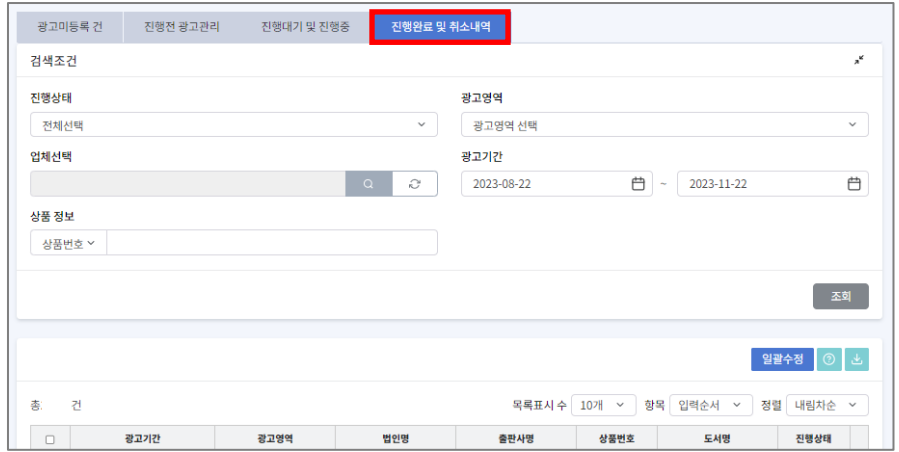 광고미등록 건 진행전 광고관리 진행대기 및 진행중 진행완료 및 취소내역
검색조건
진행상태 광고영역
전체선택 광고영역 선택
업체선택 광고기간
2023-08-22 ~ 2023-11-22
상품 정보
상품번호
조회
일괄수정
총: 건 목록표시 수 10개 항목 입력순서 정렬 내림차순
광고기간 광고영역 법인명 출판사명 상품번호 도서명 진행상태